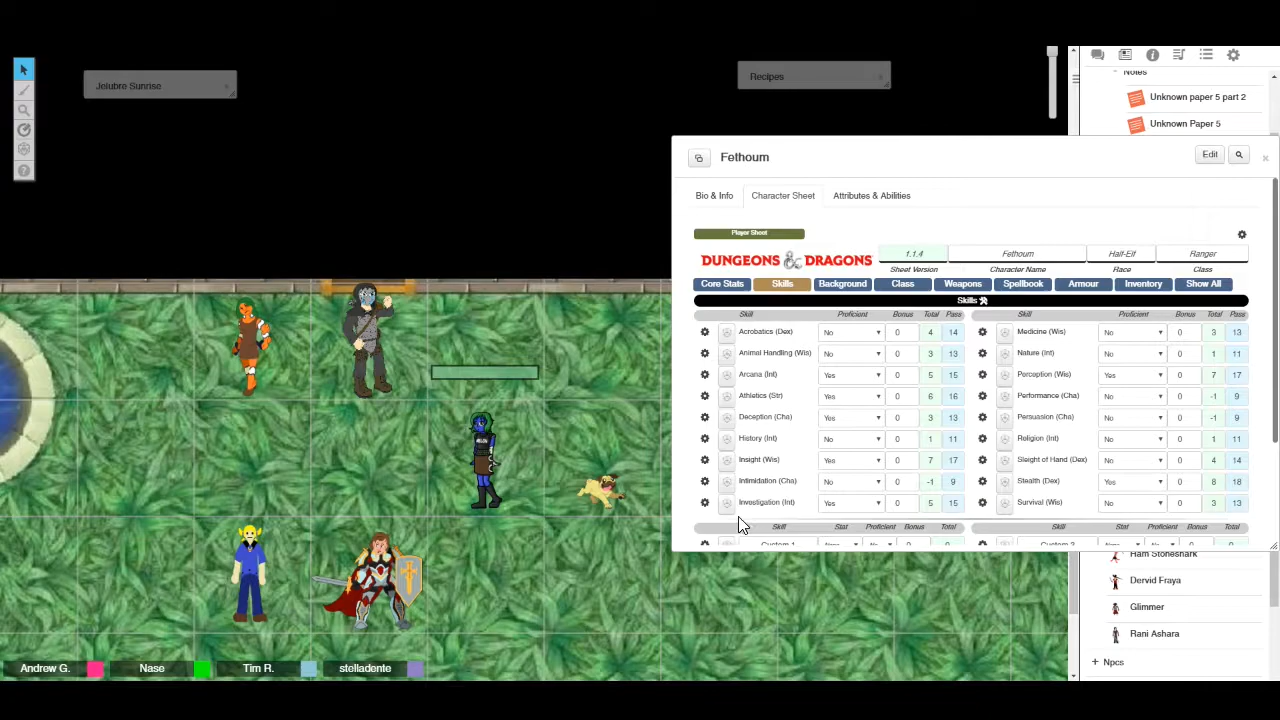 Jelubre Sunrise
Recipes
Notes
Unknown paper 5 part 2
Unknown Paper 5
Fethoum
Edit
Bio & Info Character Sheet Attributes & Abilities
Player Sheet
DUNGEONS & DRAGONS
1.1.4 Fethoum Half-Elf Ranger
Sheet Version Character Name Race Class
Core Stats Skills Background Class Weapons Spellbook Armour Inventory Show All
Skills
Skill Proficient Bonus Total Pass Skill Proficient Bonus Total Pass
Acrobatics (Dex) No 0 4 14 Medicine (Wis) No 0 3 13
Animal Handling (Wis) No 0 3 13 Nature (Int) No 0 1 11
Arcana (Int) Yes 0 5 15 Perception (Wis) Yes 0 7 17
Athletics (Str) Yes 0 6 16 Performance (Cha) No 0 -1 9
Deception (Cha) Yes 0 3 13 Persuasion (Cha) No 0 -1 9
History (Int) No 0 1 11 Religion (Int) No 0 1 11
Insight (Wis) Yes 0 7 17 Sleight of Hand (Dex) No 0 4 14
Intimidation (Cha) No 0 -1 9 Stealth (Dex) Yes 0 8 18
Investigation (Int) Yes 0 5 15 Survival (Wis) No 0 3 13
Skill Stat Proficient Bonus Total Skill Stat Proficient Bonus Total
Ham Stoneshark
Dervid Fraya
Glimmer
Rani Ashara
+ Npcs
Andrew G. Nase Tim R. stelladente